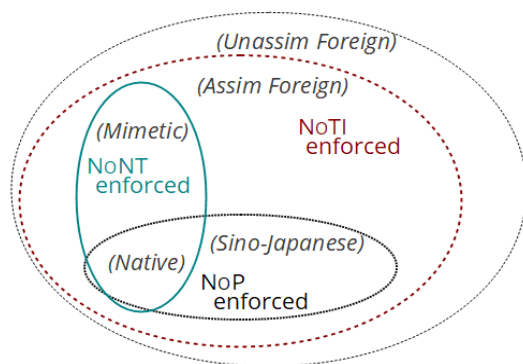 (Unassim Foreign)
(Assim Foreign)
(Mimetic)
NoTI
enforced
NoNT
enforced
(Sino-Japanese)
(Native)
NoP
enforced